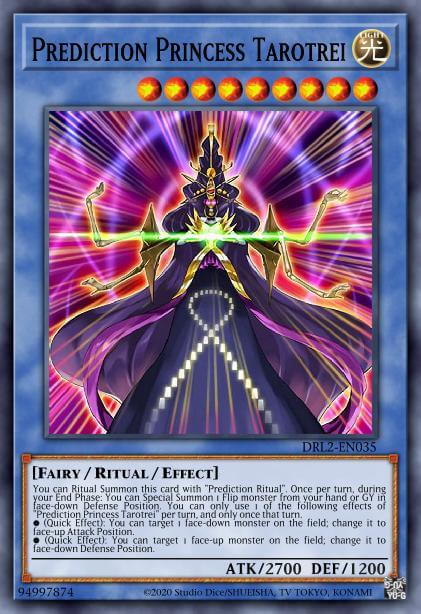 PREDICTION PRINCESS TAROTREI
LIGHT
光
DRL2-EN035
[FAIRY / RITUAL / EFFECT]
You can Ritual Summon this card with "Prediction Ritual". Once per turn, during
your End Phase: You can Special Summon 1 Flip monster from your hand or GY in
face-down Defense Position. You can only use 1 of the following effects of
"Prediction Princess Tarotrei" per turn, and only once that turn.
● (Quick Effect): You can target 1 face-down monster on the field; change it to
face-up Attack Position.
● (Quick Effect): You can target 1 face-up monster on the field; change it to
face-down Defense Position.
ATK/2700 DEF/1200
94997874
©2020 Studio Dice/SHUEISHA, TV TOKYO, KONAMI